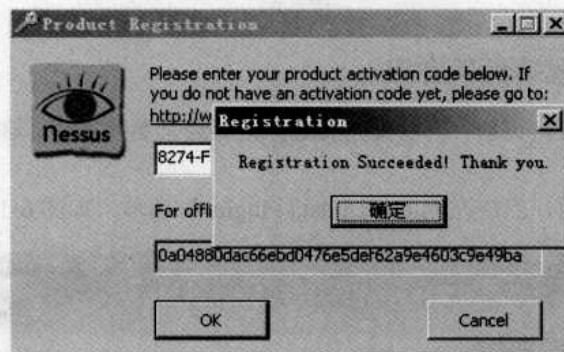 Product Registration
Nessus
Please enter your product activation code below. If
you do not have an activation code yet, please go to:
http://w
Registration
8274-F
Registration Succeeded! Thank you.
For offli
确定
0a04880dac66ebd0476e5def62a9e4603c9e49ba
OK
Cancel